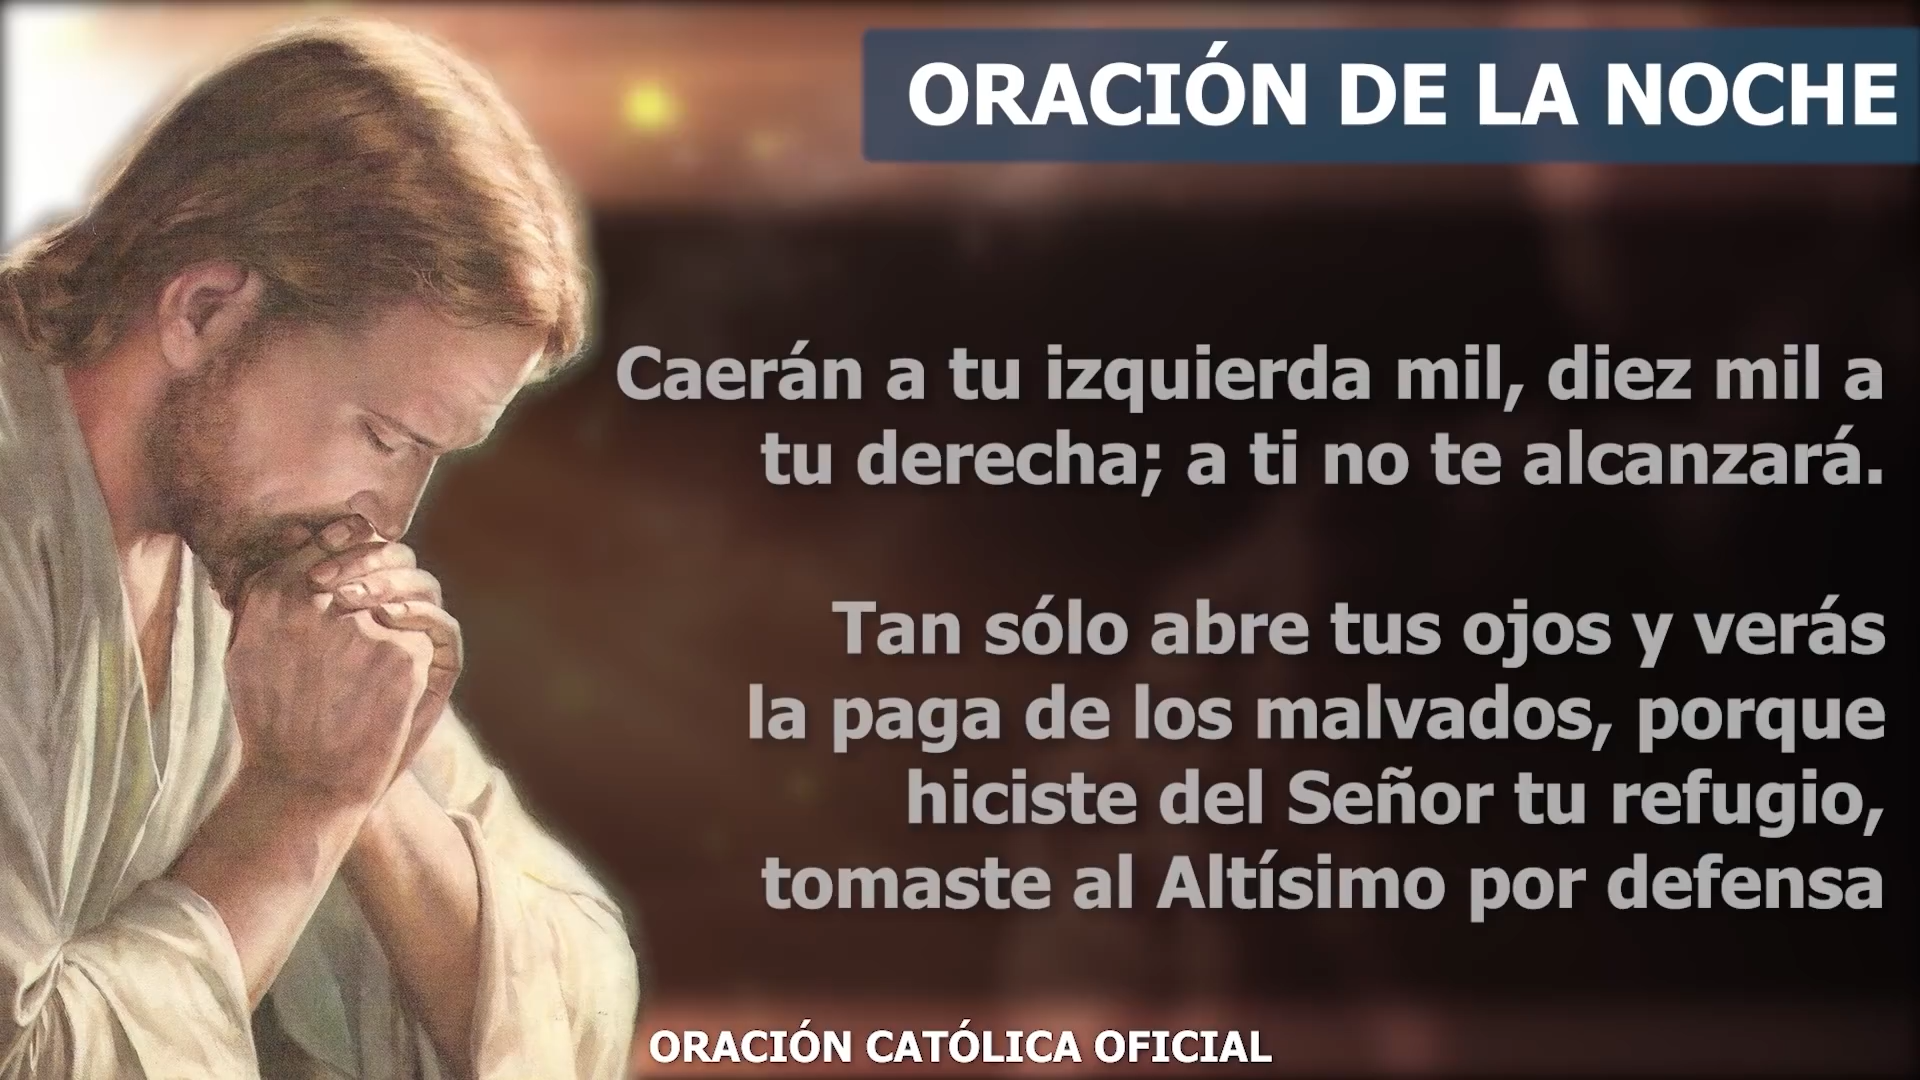 ORACIÓN DE LA NOCHE
Caerán a tu izquierda mil, diez mil a
tu derecha; a ti no te alcanzará.
Tan sólo abre tus ojos y verás
la paga de los malvados, porque
hiciste del Señor tu refugio,
tomaste al Altísimo por defensa
ORACIÓN CATÓLICA OFICIAL